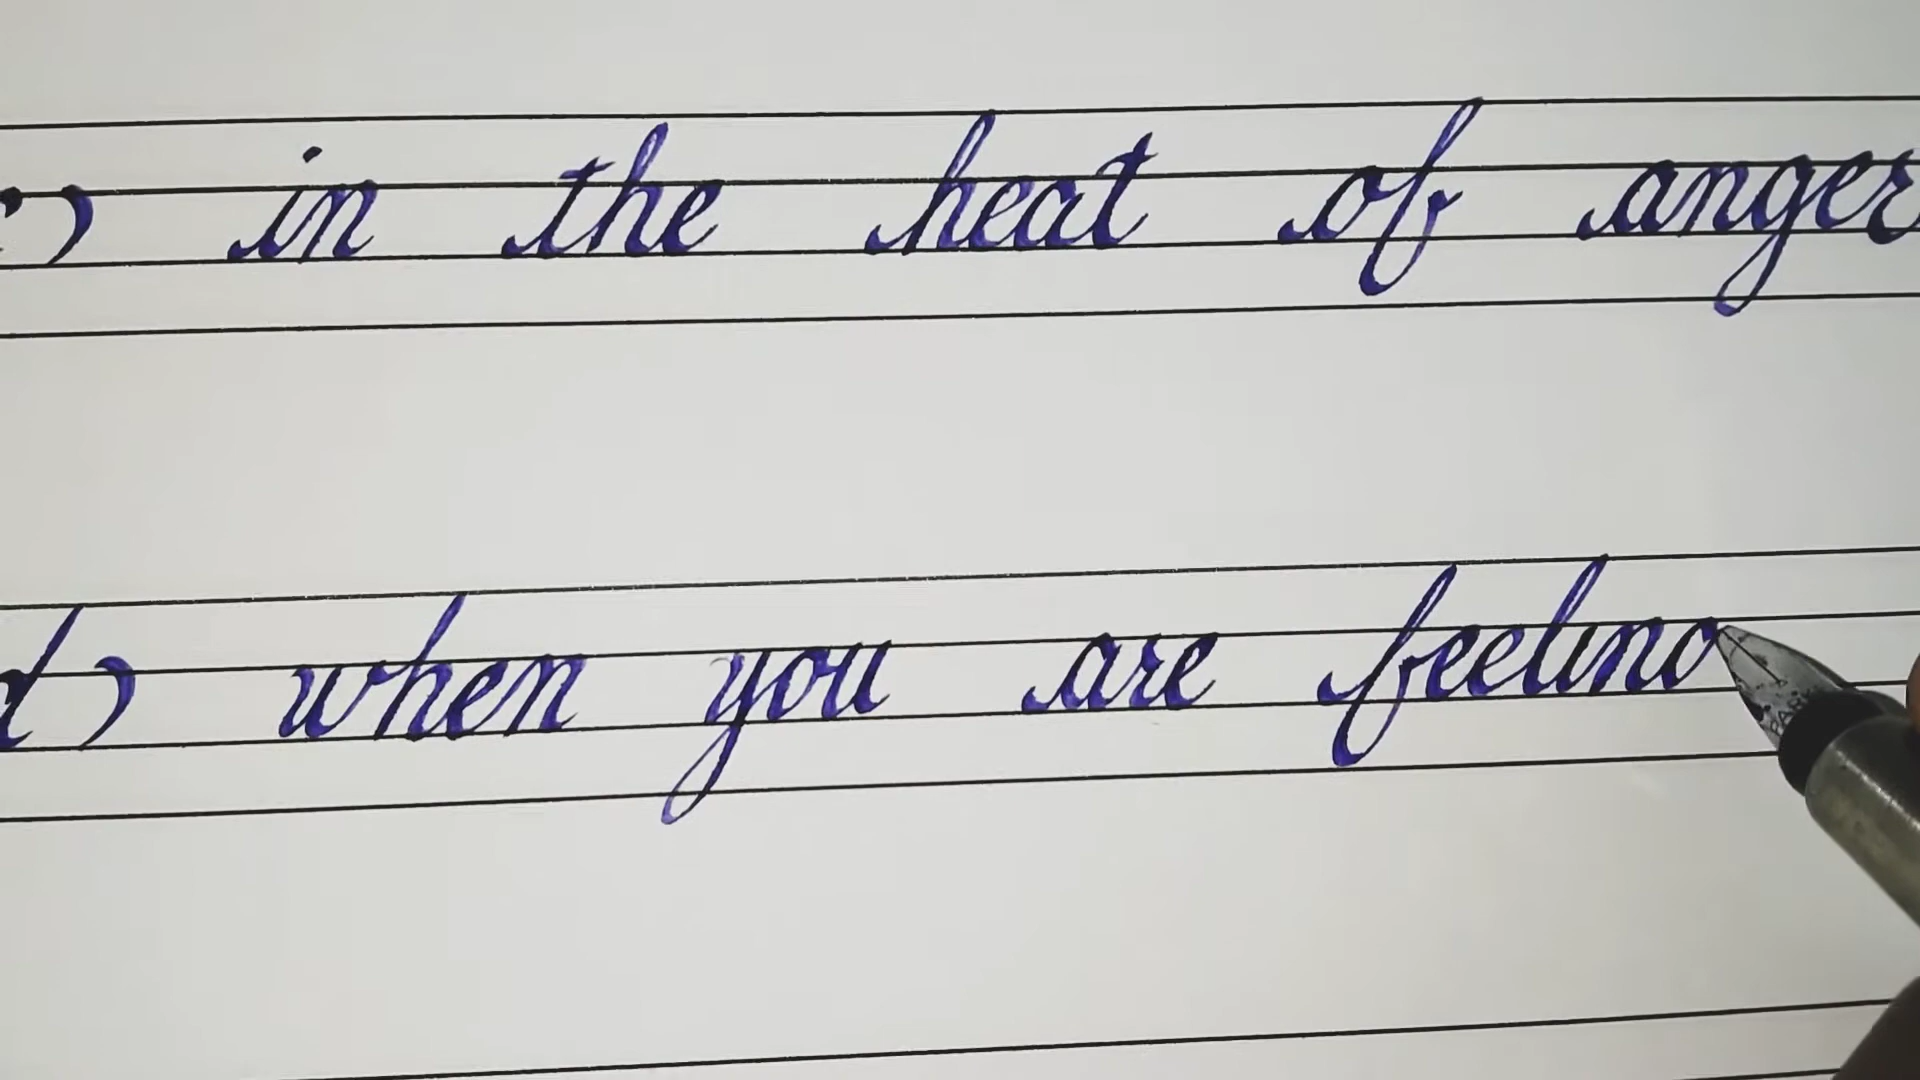 , in the heat of anger
, when you are feelin